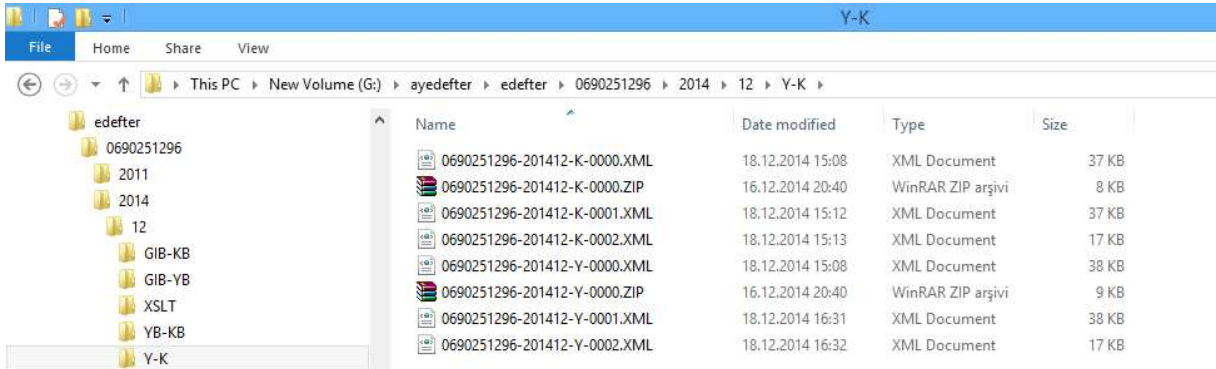 Y-K
File Home Share View
This PC New Volume (G:) ayedefter edefter 0690251296 2014 12 Y-K
edefter
0690251296
2011
2014
12
GIB-KB
GIB-YB
XSLT
YB-KB
Y-K
Name Date modified Type Size
0690251296-201412-K-0000.XML 18.12.2014 15:08 XML Document 37 KB
0690251296-201412-K-0000.ZIP 16.12.2014 20:40 WinRAR ZIP arşivi 8 KB
0690251296-201412-K-0001.XML 18.12.2014 15:12 XML Document 37 KB
0690251296-201412-K-0002.XML 18.12.2014 15:13 XML Document 17 KB
0690251296-201412-Y-0000.XML 18.12.2014 15:08 XML Document 38 KB
0690251296-201412-Y-0000.ZIP 16.12.2014 20:40 WinRAR ZIP arşivi 9 KB
0690251296-201412-Y-0001.XML 18.12.2014 16:31 XML Document 38 KB
0690251296-201412-Y-0002.XML 18.12.2014 16:32 XML Document 17 KB